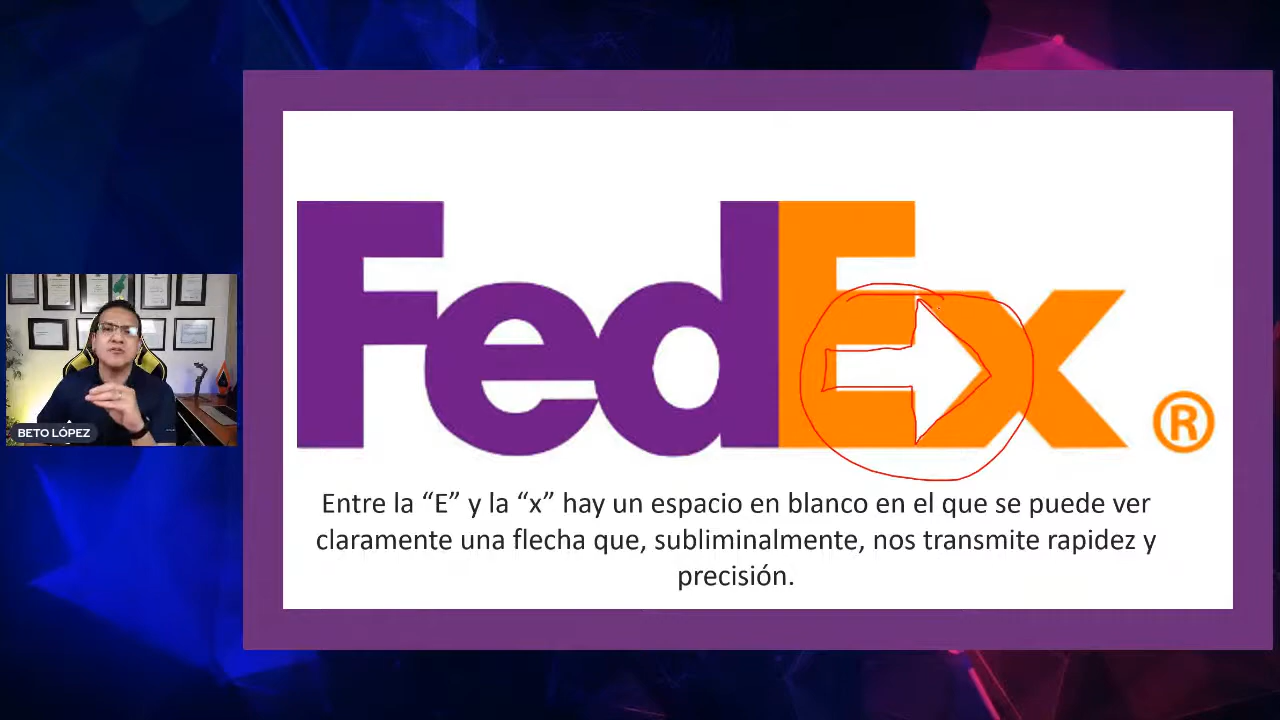 FedEx ®
BETO LÓPEZ
Entre la “E” y la “x” hay un espacio en blanco en el que se puede ver
claramente una flecha que, subliminalmente, nos transmite rapidez y
precisión.